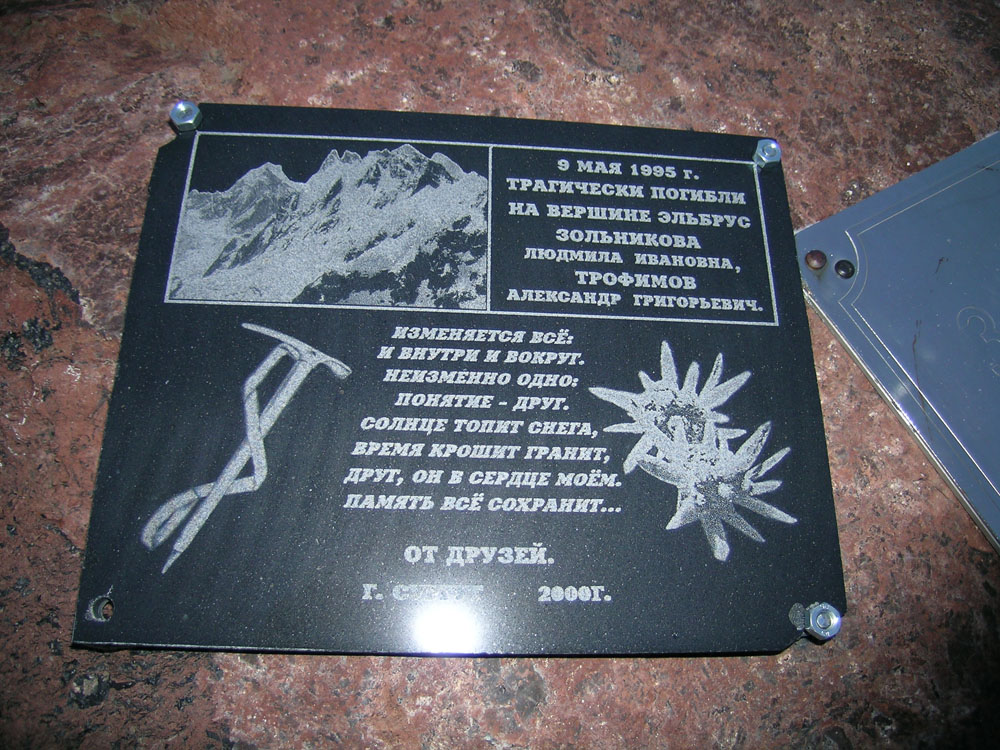 9 МАЯ 1995 г.
ТРАГИЧЕСКИ ПОГИБЛИ
НА ВЕРШИНЕ ЭЛЬБРУС
ЗОЛЬНИКОВА
ЛЮДМИЛА ИВАНОВНА,
ТРОФИМОВ
АЛЕКСАНДР ГРИГОРЬЕВИЧ.
ИЗМЕНЯЕТСЯ ВСЁ:
И ВНУТРИ И ВОКРУГ.
НЕИЗМЕННО ОДНО:
ПОНЯТИЕ - ДРУГ.
СОЛНЦЕ ТОПИТ СНЕГА,
ВРЕМЯ КРОШИТ ГРАНИТ,
ДРУГ, ОН В СЕРДЦЕ МОЁМ.
ПАМЯТЬ ВСЁ СОХРАНИТ...
ОТ ДРУЗЕЙ.
Г. 2000Г.